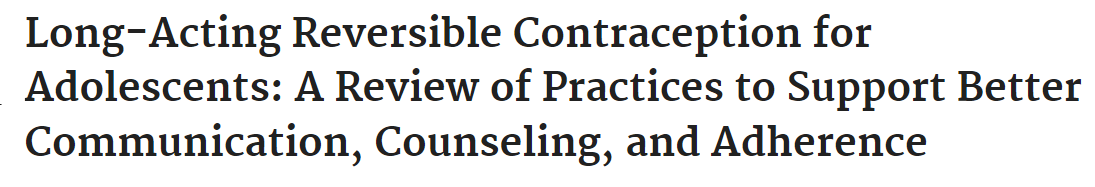 Long-Acting Reversible Contraception for
Adolescents: A Review of Practices to Support Better
Communication, Counseling, and Adherence